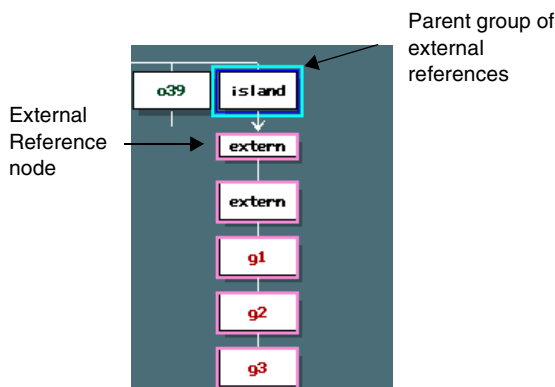 Parent group of
external
references
o39
island
External
Reference
node
extern
extern
g1
g2
g3